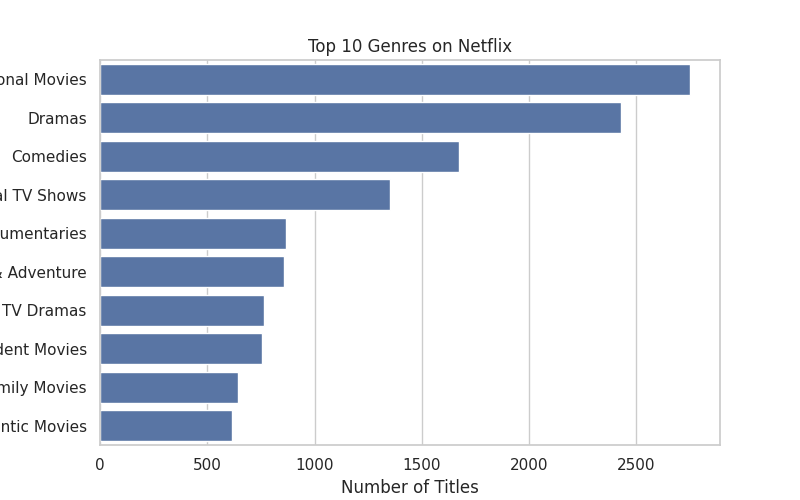 Top 10 Genres on Netflix
onal Movies
Dramas
Comedies
al TV Shows
umentaries
& Adventure
TV Dramas
dent Movies
mily Movies
ntic Movies
0 500 1000 1500 2000 2500
Number of Titles